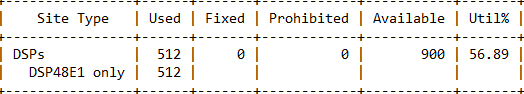 +----------------+------+-------+------------+-----------+-------+
|    Site Type   | Used | Fixed | Prohibited | Available | Util% |
+----------------+------+-------+------------+-----------+-------+
| DSPs           |  512 |     0 |          0 |       900 | 56.89 |
|   DSP48E1 only |  512 |       |            |           |       |
+----------------+------+-------+------------+-----------+-------+